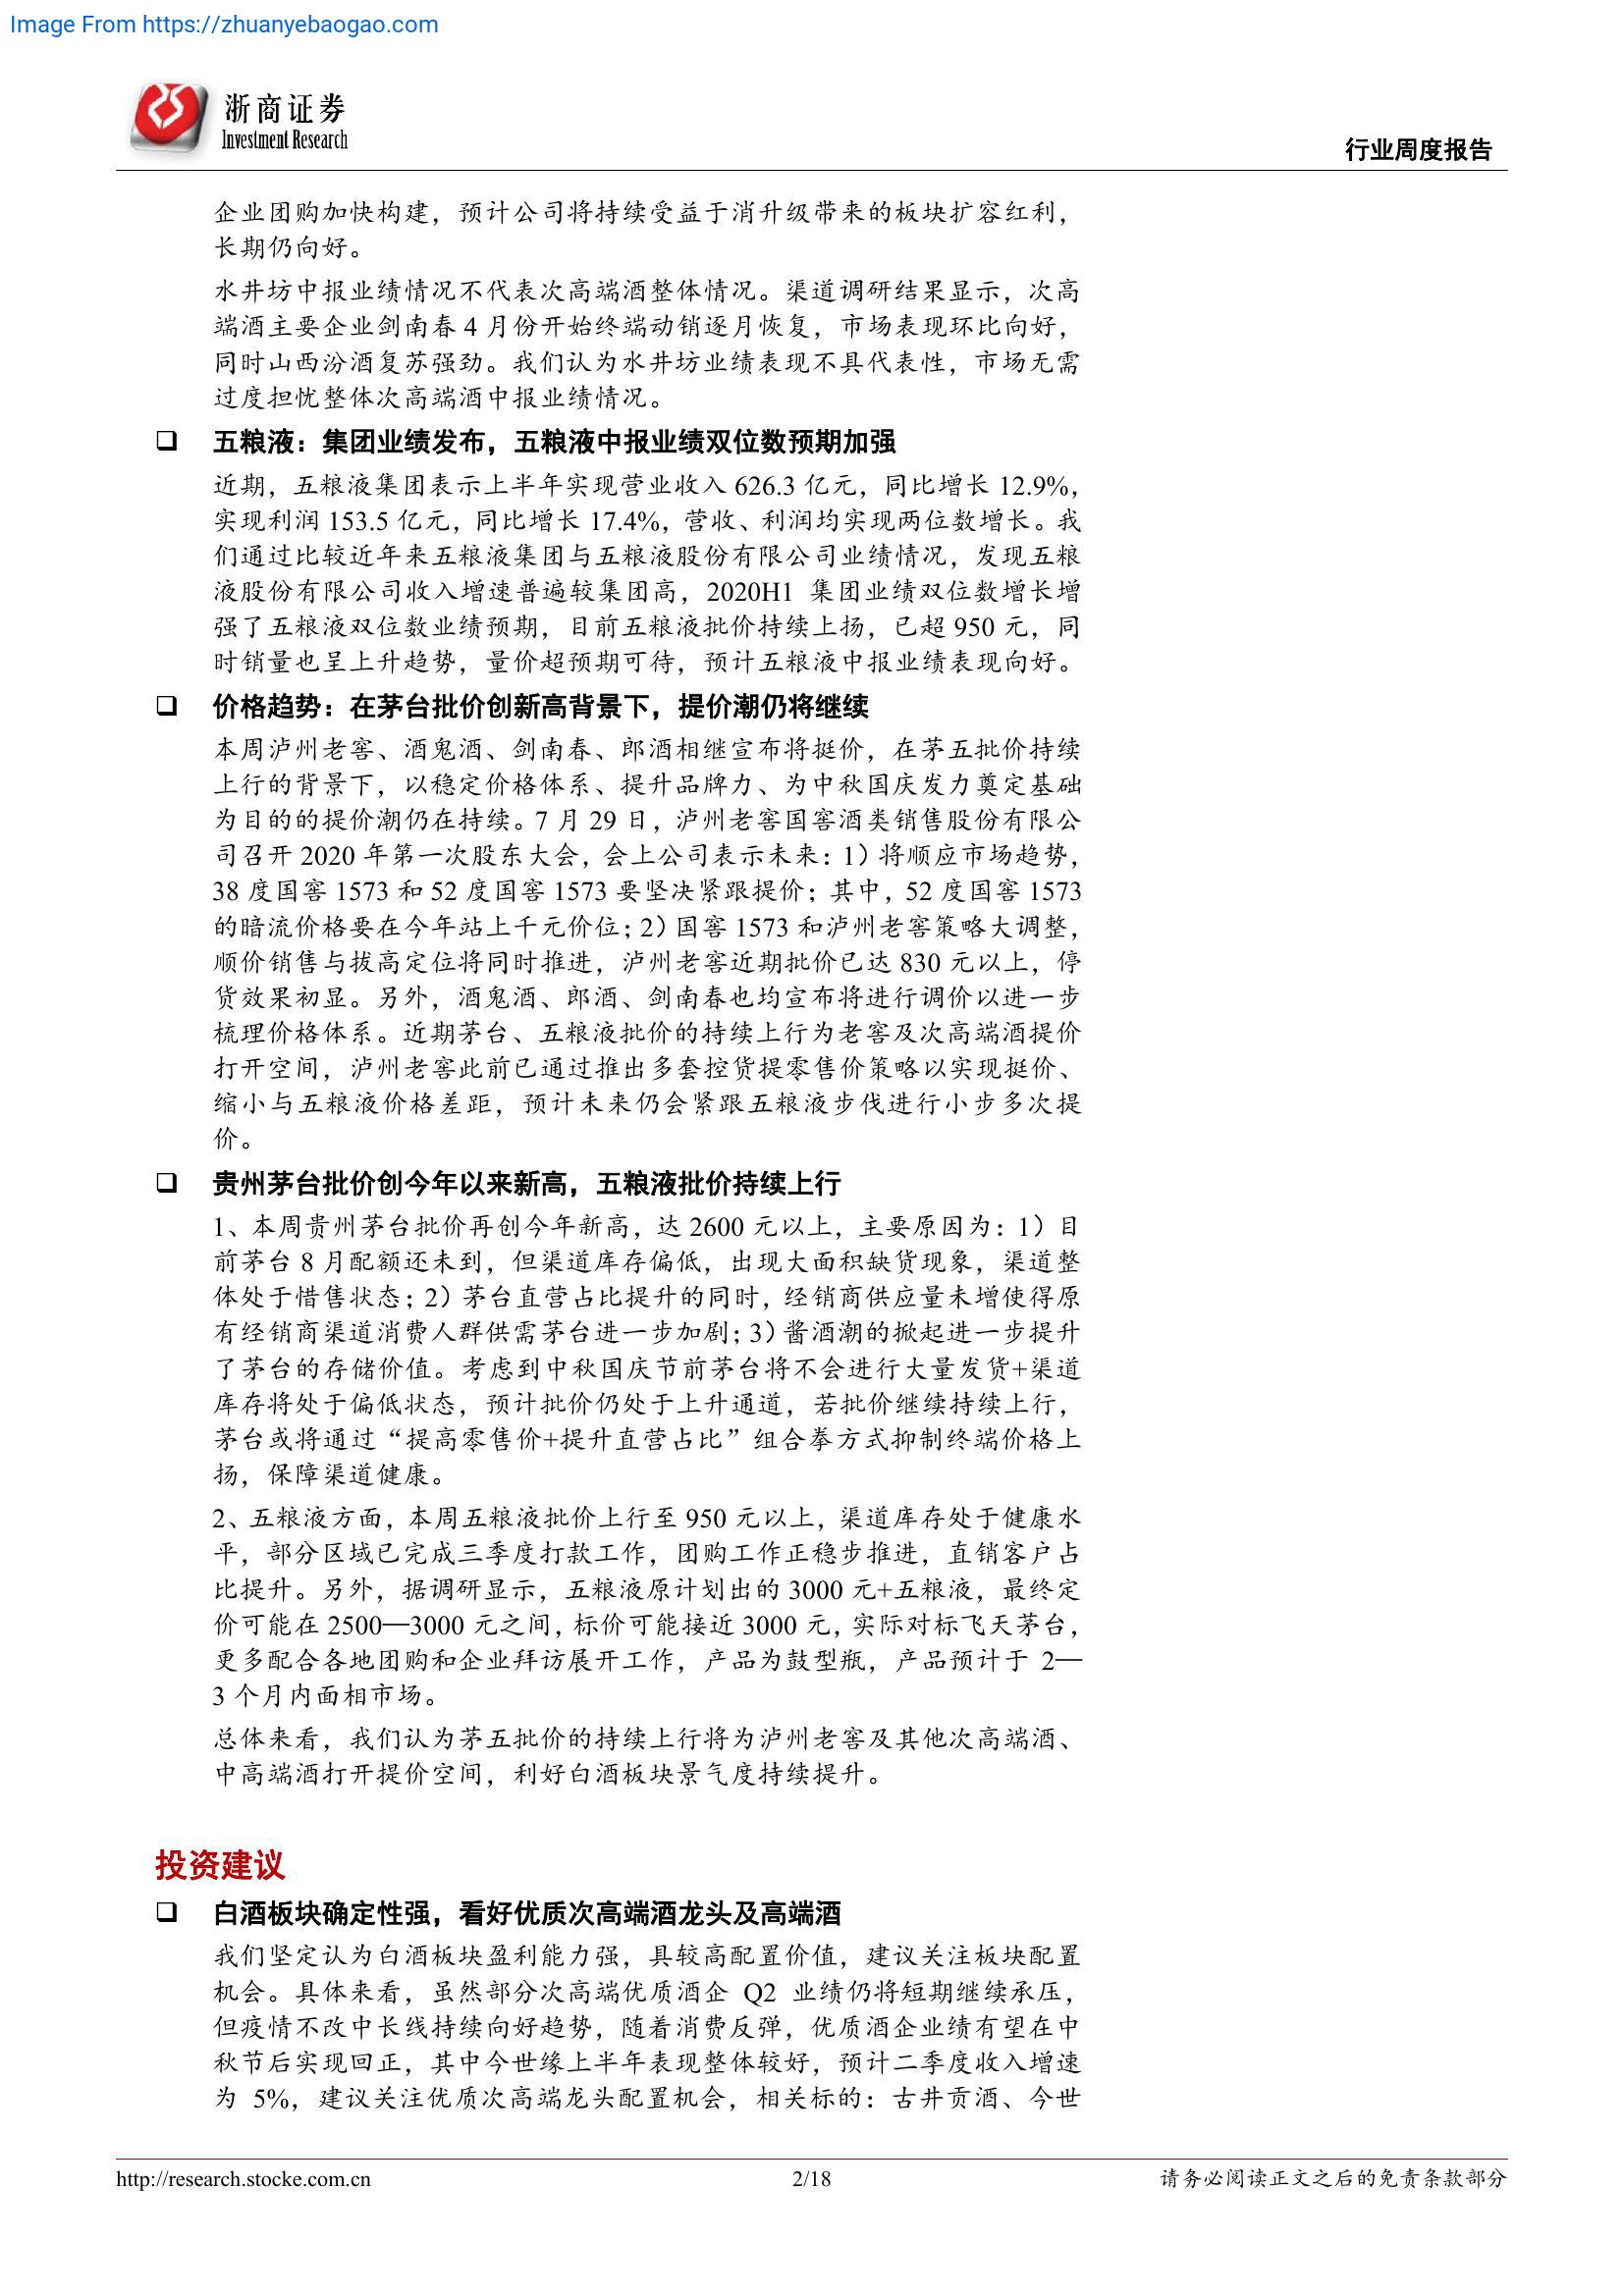 Image From https://zhuanyebaogao.com
浙商证券
Investment Research
行业周度报告
企业团购加快构建，预计公司将持续受益于消升级带来的板块扩容红利，
长期仍向好。
水井坊中报业绩情况不代表次高端酒整体情况。渠道调研结果显示，次高
端酒主要企业剑南春 4 月份开始终端动销逐月恢复，市场表现环比向好，
同时山西汾酒复苏强劲。我们认为水井坊业绩表现不具代表性，市场无需
过度担忧整体次高端酒中报业绩情况。
❑ 五粮液：集团业绩发布，五粮液中报业绩双位数预期加强
近期，五粮液集团表示上半年实现营业收入 626.3 亿元，同比增长 12.9%，
实现利润 153.5 亿元，同比增长 17.4%，营收、利润均实现两位数增长。我
们通过比较近年来五粮液集团与五粮液股份有限公司业绩情况，发现五粮
液股份有限公司收入增速普遍较集团高，2020H1 集团业绩双位数增长增
强了五粮液双位数业绩预期，目前五粮液批价持续上扬，已超 950 元，同
时销量也呈上升趋势，量价超预期可待，预计五粮液中报业绩表现向好。
❑ 价格趋势：在茅台批价创新高背景下，提价潮仍将继续
本周泸州老窖、酒鬼酒、剑南春、郎酒相继宣布将挺价，在茅五批价持续
上行的背景下，以稳定价格体系、提升品牌力、为中秋国庆发力奠定基础
为目的的提价潮仍在持续。7 月 29 日，泸州老窖国窖酒类销售股份有限公
司召开 2020 年第一次股东大会，会上公司表示未来：1）将顺应市场趋势，
38 度国窖 1573 和 52 度国窖 1573 要坚决紧跟提价；其中，52 度国窖 1573
的暗流价格要在今年站上千元价位；2）国窖 1573 和泸州老窖策略大调整，
顺价销售与拔高定位将同时推进，泸州老窖近期批价已达 830 元以上，停
货效果初显。另外，酒鬼酒、郎酒、剑南春也均宣布将进行调价以进一步
梳理价格体系。近期茅台、五粮液批价的持续上行为老窖及次高端酒提价
打开空间，泸州老窖此前已通过推出多套控货提零售价策略以实现挺价、
缩小与五粮液价格差距，预计未来仍会紧跟五粮液步伐进行小步多次提
价。
❑ 贵州茅台批价创今年以来新高，五粮液批价持续上行
1、本周贵州茅台批价再创今年新高，达 2600 元以上，主要原因为：1）目
前茅台 8 月配额还未到，但渠道库存偏低，出现大面积缺货现象，渠道整
体处于惜售状态；2）茅台直营占比提升的同时，经销商供应量未增使得原
有经销商渠道消费人群供需茅台进一步加剧；3）酱酒潮的掀起进一步提升
了茅台的存储价值。考虑到中秋国庆节前茅台将不会进行大量发货+渠道
库存将处于偏低状态，预计批价仍处于上升通道，若批价继续持续上行，
茅台或将通过“提高零售价+提升直营占比”组合拳方式抑制终端价格上
扬，保障渠道健康。
2、五粮液方面，本周五粮液批价上行至 950 元以上，渠道库存处于健康水
平，部分区域已完成三季度打款工作，团购工作正稳步推进，直销客户占
比提升。另外，据调研显示，五粮液原计划出的 3000 元+五粮液，最终定
价可能在 2500—3000 元之间，标价可能接近 3000 元，实际对标飞天茅台，
更多配合各地团购和企业拜访展开工作，产品为鼓型瓶，产品预计于 2—
3 个月内面相市场。
总体来看，我们认为茅五批价的持续上行将为泸州老窖及其他次高端酒、
中高端酒打开提价空间，利好白酒板块景气度持续提升。
投资建议
❑ 白酒板块确定性强，看好优质次高端酒龙头及高端酒
我们坚定认为白酒板块盈利能力强，具较高配置价值，建议关注板块配置
机会。具体来看，虽然部分次高端优质酒企 Q2 业绩仍将短期继续承压，
但疫情不改中长线持续向好趋势，随着消费反弹，优质酒企业绩有望在中
秋节后实现回正，其中今世缘上半年表现整体较好，预计二季度收入增速
为 5%，建议关注优质次高端龙头配置机会，相关标的：古井贡酒、今世
http://research.stocke.com.cn
2/18
请务必阅读正文之后的免责条款部分